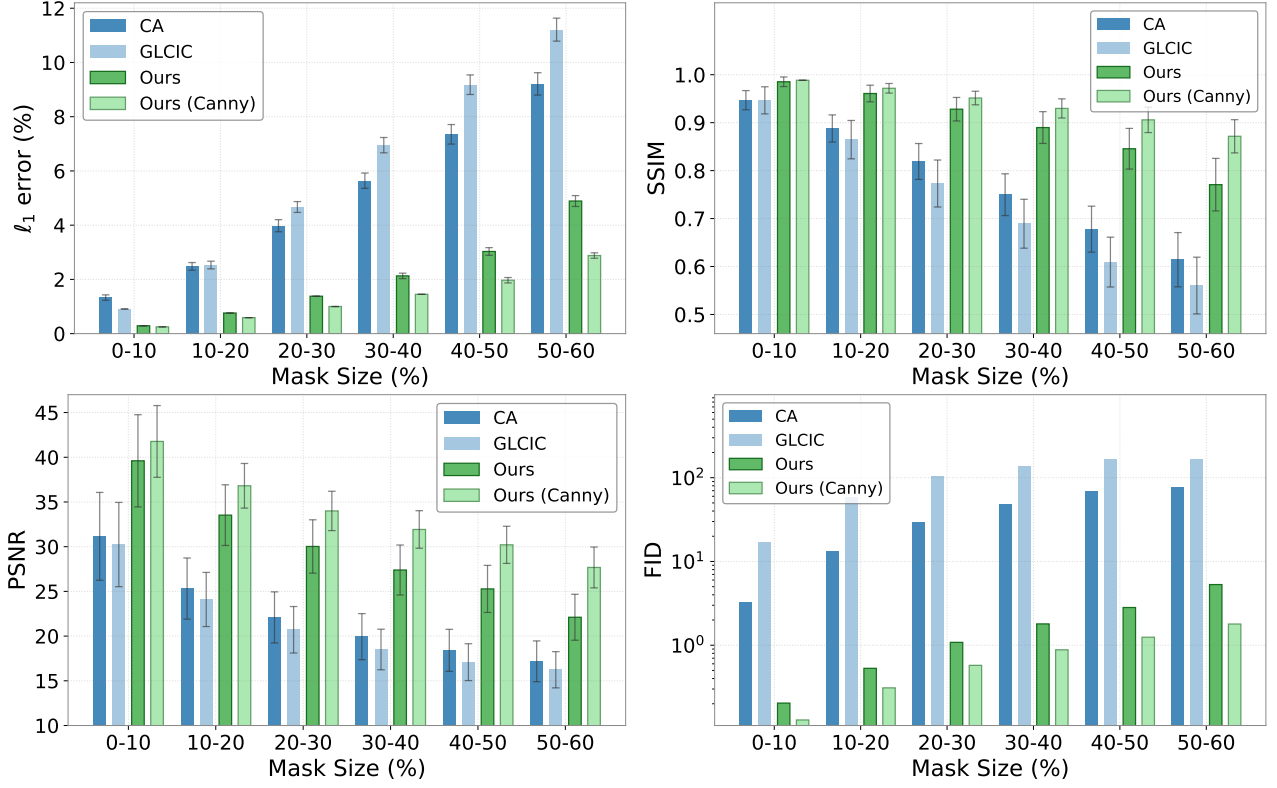 12
10
8
6
4
2
0
ℓ₁ error (%)
CA
GLCIC
Ours
Ours (Canny)
0-10 10-20 20-30 30-40 40-50 50-60
Mask Size (%)
1.0
0.9
0.8
0.7
0.6
0.5
SSIM
CA
GLCIC
Ours
Ours (Canny)
0-10 10-20 20-30 30-40 40-50 50-60
Mask Size (%)
45
40
35
30
25
20
15
10
PSNR
CA
GLCIC
Ours
Ours (Canny)
0-10 10-20 20-30 30-40 40-50 50-60
Mask Size (%)
10²
10¹
10⁰
FID
CA
GLCIC
Ours
Ours (Canny)
0-10 10-20 20-30 30-40 40-50 50-60
Mask Size (%)